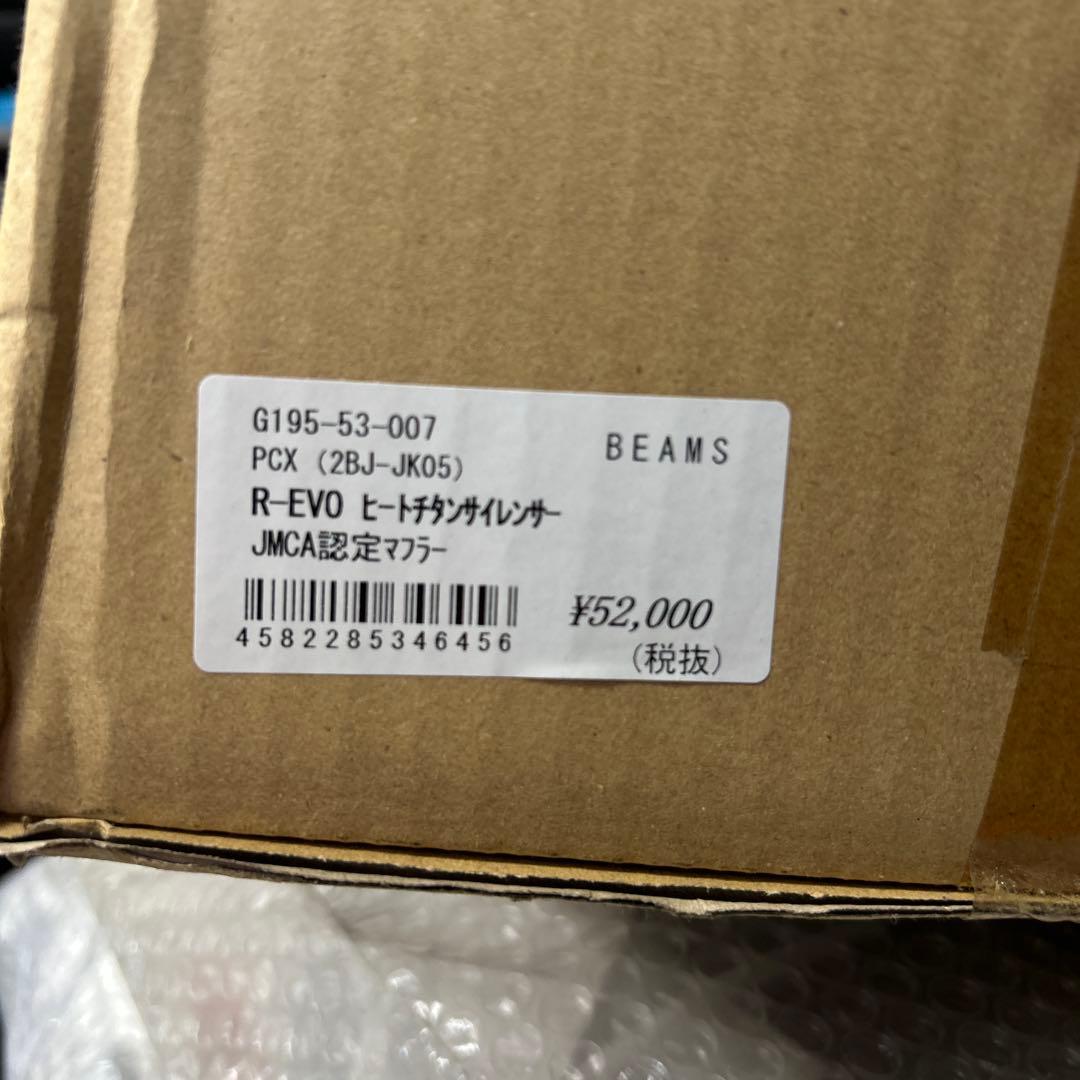 G195-53-007
BEAMS
PCX (2BJ-JK05)
R-EVO ヒートチタンサイレンサー
JMCA認定マフラー
4582285346456
¥52,000
(税抜)